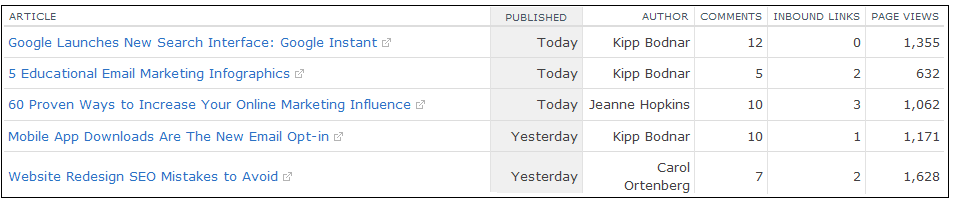 ARTICLE PUBLISHED AUTHOR COMMENTS INBOUND LINKS PAGE VIEWS
Google Launches New Search Interface: Google Instant Today Kipp Bodnar 12 0 1,355
5 Educational Email Marketing Infographics Today Kipp Bodnar 5 2 632
60 Proven Ways to Increase Your Online Marketing Influence Today Jeanne Hopkins 10 3 1,062
Mobile App Downloads Are The New Email Opt-in Yesterday Kipp Bodnar 10 1 1,171
Website Redesign SEO Mistakes to Avoid Yesterday Carol Ortenberg 7 2 1,628